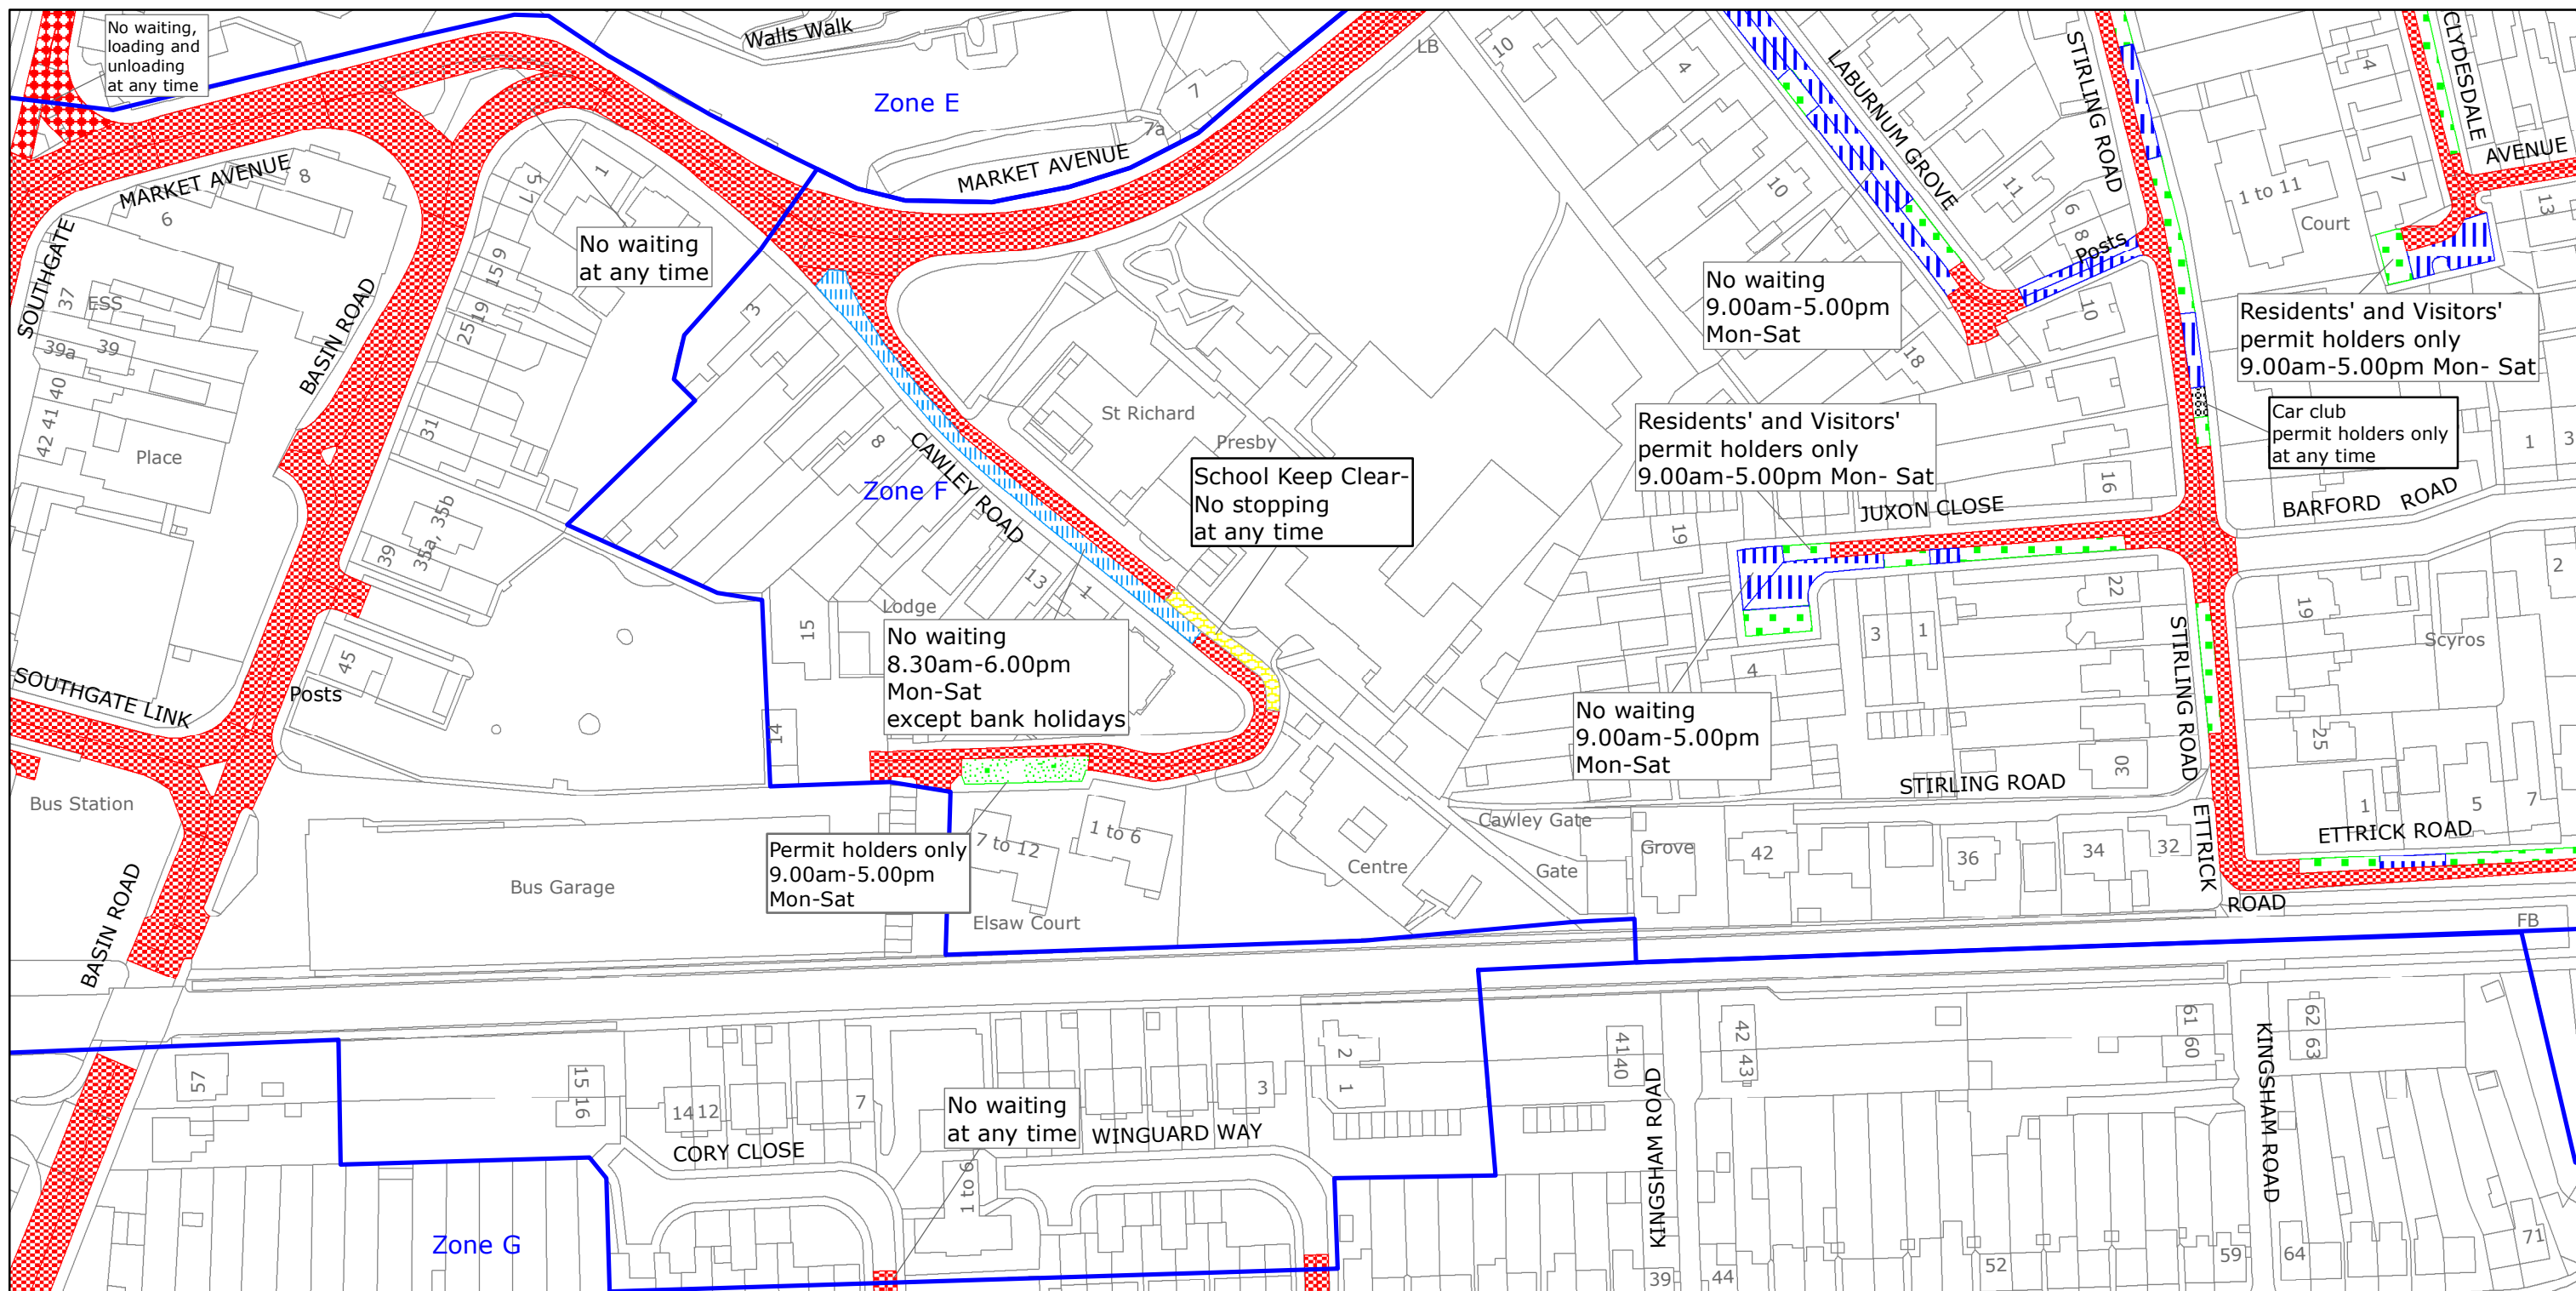 No waiting,
loading and
unloading
at any time
Walls Walk
Zone E
MARKET AVENUE
7
7a
LB
10
4
LABURNUM GROVE
STIRLING ROAD
CLYDESDALE
AVENUE
4
7
13
1 to 11
Court
MARKET AVENUE
6
8
SOUTHGATE
37
ESS
39a
39
40
41
42
Place
BASIN ROAD
5
7
1
9
15
19
25
31
35a, 35b
39
45
Posts
No waiting
at any time
3
8
Zone F
CAWLEY ROAD
13
1
Lodge
15
14
St Richard
Presby
School Keep Clear-
No stopping
at any time
No waiting
8.30am-6.00pm
Mon-Sat
except bank holidays
10
11
6
8
Posts
10
18
16
No waiting
9.00am-5.00pm
Mon-Sat
Residents' and Visitors'
permit holders only
9.00am-5.00pm Mon- Sat
Residents' and Visitors'
permit holders only
9.00am-5.00pm Mon- Sat
Car club
permit holders only
at any time
1
3
BARFORD ROAD
JUXON CLOSE
19
22
3
1
4
2
19
Scyros
25
30
STIRLING ROAD
No waiting
9.00am-5.00pm
Mon-Sat
STIRLING ROAD
1
5
7
ETTRICK ROAD
ETTRICK
ROAD
SOUTHGATE LINK
Bus Station
BASIN ROAD
Bus Garage
Permit holders only
9.00am-5.00pm
Mon-Sat
7 to 12
1 to 6
Elsaw Court
Centre
Cawley Gate
Gate
Grove
42
36
34
32
FB
57
15
16
14
12
7
3
2
1
41
40
42
43
61
60
62
63
No waiting
at any time
CORY CLOSE
WINGUARD WAY
1 to 6
KINGSHAM ROAD
KINGSHAM ROAD
Zone G
39
44
52
59
64
71